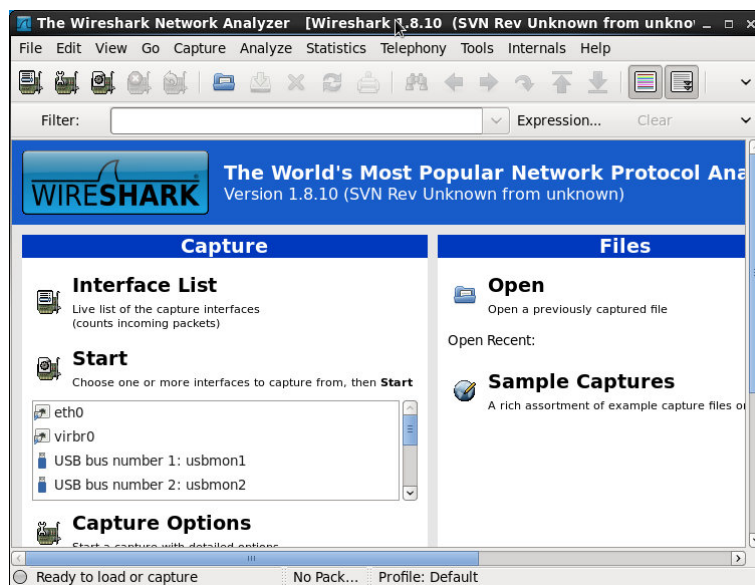 The Wireshark Network Analyzer [Wireshark 1.8.10 (SVN Rev Unknown from unkno
File Edit View Go Capture Analyze Statistics Telephony Tools Internals Help
Filter: Expression... Clear
WIRESHARK
The World's Most Popular Network Protocol Ana
Version 1.8.10 (SVN Rev Unknown from unknown)
Capture
Interface List
Live list of the capture interfaces
(counts incoming packets)
Start
Choose one or more interfaces to capture from, then Start
eth0
virbr0
USB bus number 1: usbmon1
USB bus number 2: usbmon2
Capture Options
Start a capture with detailed options
Files
Open
Open a previously captured file
Open Recent:
Sample Captures
A rich assortment of example capture files o
Ready to load or capture No Pack... Profile: Default